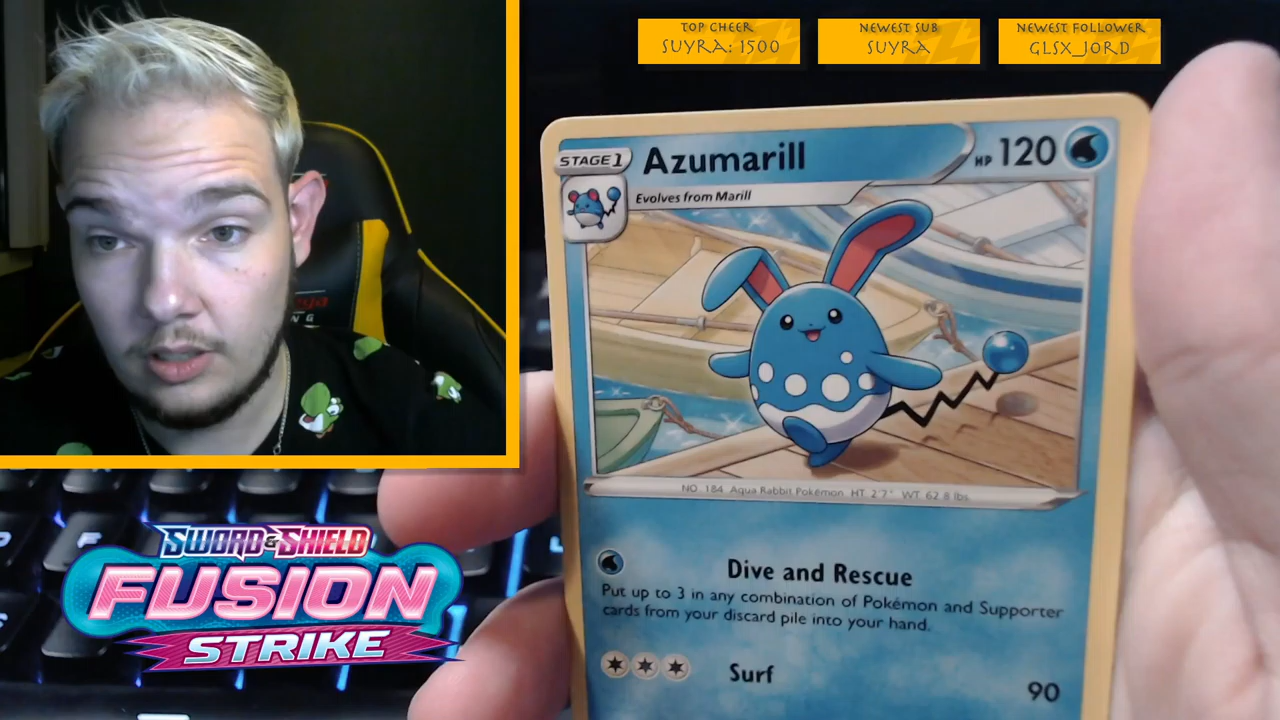 TOP CHEER
SUYRA: 1500
NEWEST SUB
SUYRA
NEWEST FOLLOWER
GLSX_JORD
STAGE 1
Azumarill
HP 120
Evolves from Marill
NO. 184 Aqua Rabbit Pokémon HT 2'7" WT 62.8 lbs.
Dive and Rescue
Put up to 3 in any combination of Pokémon and Supporter
cards from your discard pile into your hand.
Surf
90
SWORD & SHIELD
FUSION
STRIKE